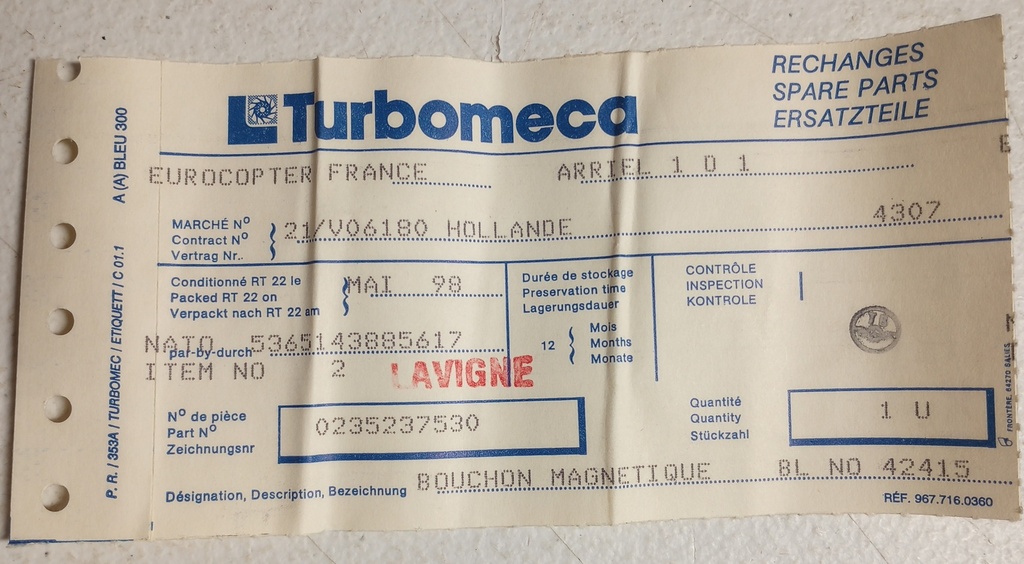 Turbomeca
RECHANGES
SPARE PARTS
ERSATZTEILE
EUROCOPTER FRANCE ARRIEL 1 D 1 E
MARCHÉ Nº
Contract Nº
Vertrag Nr..
21/V06180 HOLLANDE 4307
Conditionné RT 22 le
Packed RT 22 on
Verpackt nach RT 22 am
MAI 98
NATO 5365143885617
par-by-durch
ITEM NO 2
LAVIGNE
Durée de stockage
Preservation time
Lagerungsdauer
12
Mois
Months
Monate
CONTRÔLE
INSPECTION
KONTROLE
Nº de pièce
Part Nº
Zeichnungsnr
0235237530
Quantité
Quantity
Stückzahl
1 U
Désignation, Description, Bezeichnung
BOUCHON MAGNETIQUE BL NO 42415
RÉF. 967.716.0360
P. R. / 353A / TURBOMEC / ETIQUETT / C 01.1 A (A) BLEU 300
FRONTÈRE, 64270 SALIES